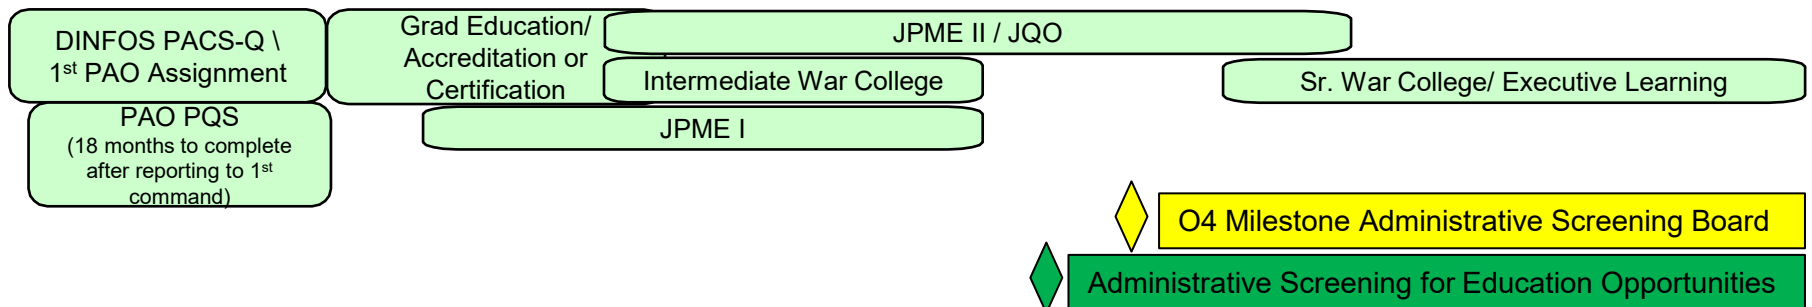 DINFOS PACS-Q \
1st PAO Assignment
Grad Education/
Accreditation or
Certification
JPME II / JQO
Intermediate War College
Sr. War College/ Executive Learning
PAO PQS
(18 months to complete
after reporting to 1st
command)
JPME I
O4 Milestone Administrative Screening Board
Administrative Screening for Education Opportunities